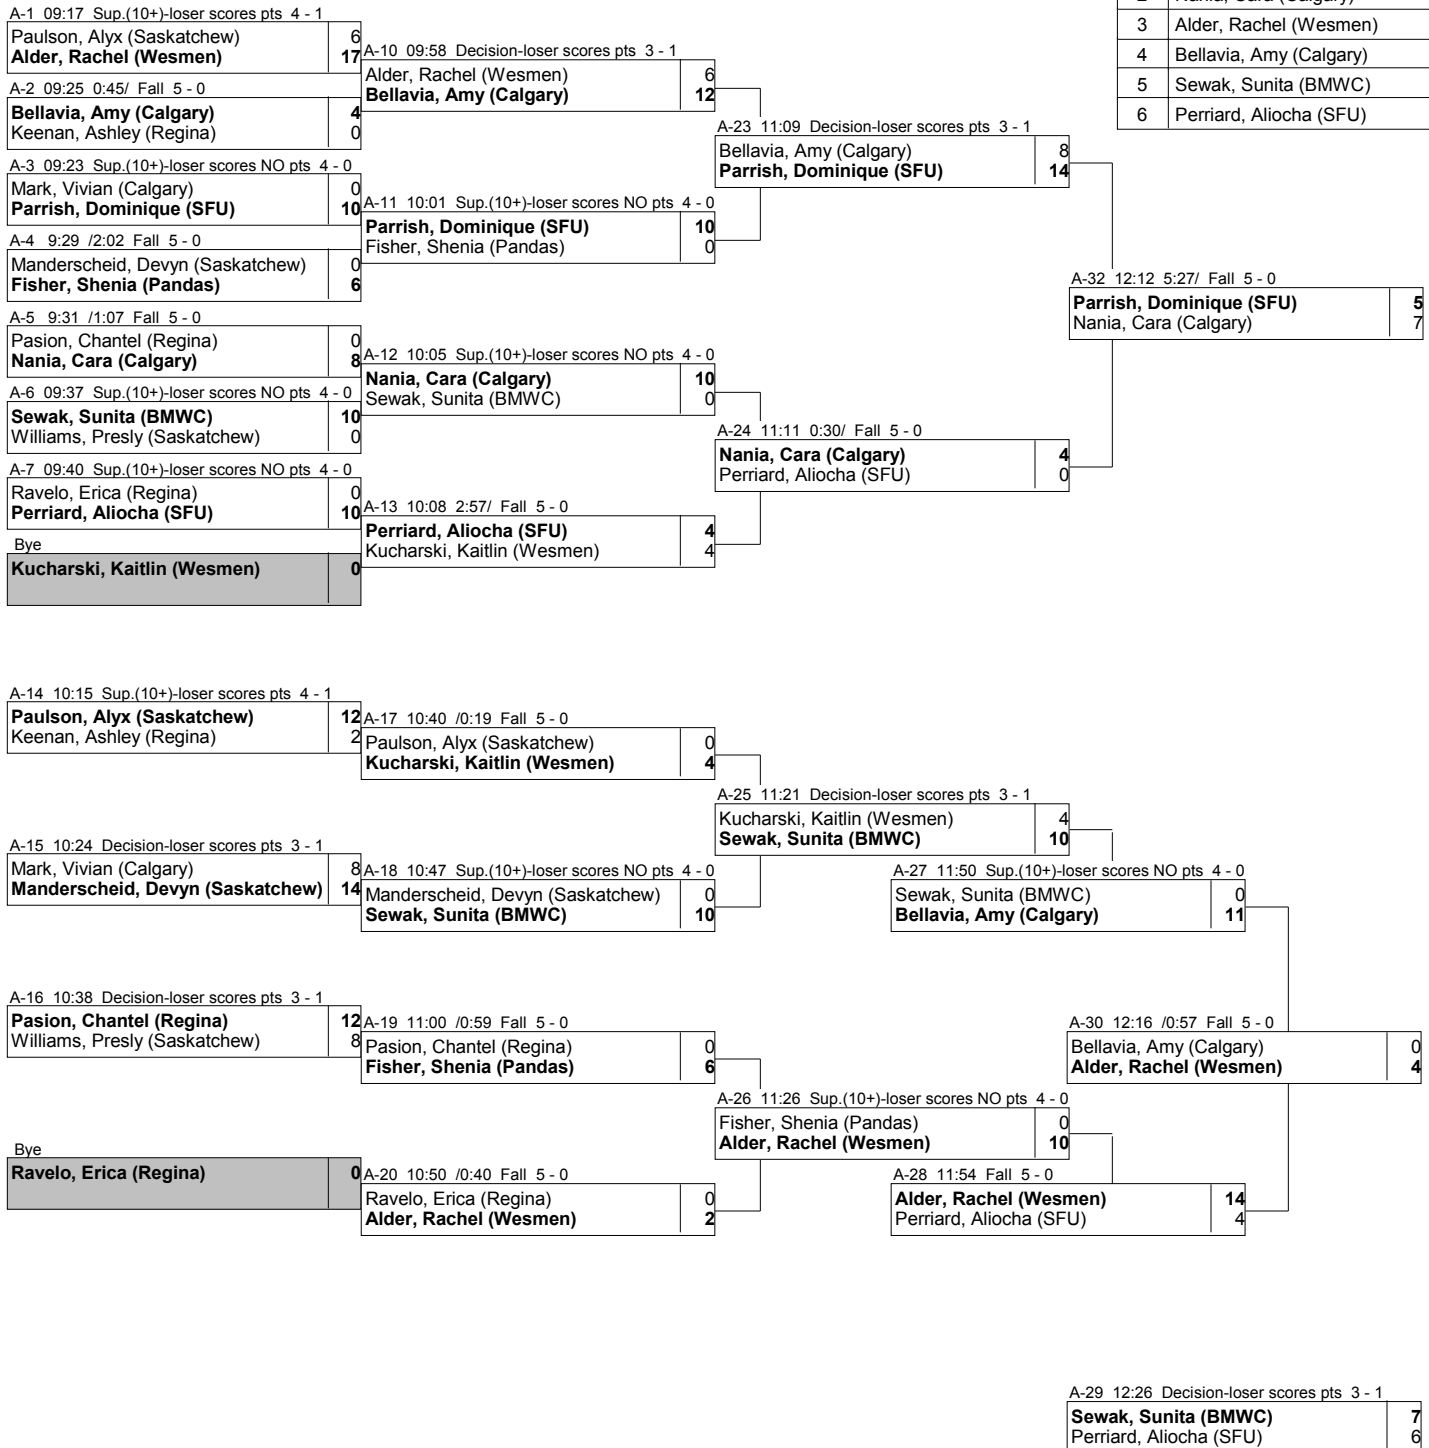 2 Nania, Cara (Calgary)
3 Alder, Rachel (Wesmen)
4 Bellavia, Amy (Calgary)
5 Sewak, Sunita (BMWC)
6 Perriard, Aliocha (SFU)
A-1 09:17 Sup.(10+)-loser scores pts 4 - 1
Paulson, Alyx (Saskatchew) 6
Alder, Rachel (Wesmen) 17
A-2 09:25 0:45/ Fall 5 - 0
Bellavia, Amy (Calgary) 4
Keenan, Ashley (Regina) 0
A-3 09:23 Sup.(10+)-loser scores NO pts 4 - 0
Mark, Vivian (Calgary) 0
Parrish, Dominique (SFU) 10
A-4 9:29 /2:02 Fall 5 - 0
Manderscheid, Devyn (Saskatchew) 0
Fisher, Shenia (Pandas) 6
A-5 9:31 /1:07 Fall 5 - 0
Pasion, Chantel (Regina) 0
Nania, Cara (Calgary) 8
A-6 09:37 Sup.(10+)-loser scores NO pts 4 - 0
Sewak, Sunita (BMWC) 10
Williams, Presly (Saskatchew) 0
A-7 09:40 Sup.(10+)-loser scores NO pts 4 - 0
Ravelo, Erica (Regina) 0
Perriard, Aliocha (SFU) 10
Bye
Kucharski, Kaitlin (Wesmen) 0
A-10 09:58 Decision-loser scores pts 3 - 1
Alder, Rachel (Wesmen) 6
Bellavia, Amy (Calgary) 12
A-11 10:01 Sup.(10+)-loser scores NO pts 4 - 0
Parrish, Dominique (SFU) 10
Fisher, Shenia (Pandas) 0
A-12 10:05 Sup.(10+)-loser scores NO pts 4 - 0
Nania, Cara (Calgary) 10
Sewak, Sunita (BMWC) 0
A-13 10:08 2:57/ Fall 5 - 0
Perriard, Aliocha (SFU) 4
Kucharski, Kaitlin (Wesmen) 4
A-23 11:09 Decision-loser scores pts 3 - 1
Bellavia, Amy (Calgary) 8
Parrish, Dominique (SFU) 14
A-24 11:11 0:30/ Fall 5 - 0
Nania, Cara (Calgary) 4
Perriard, Aliocha (SFU) 0
A-32 12:12 5:27/ Fall 5 - 0
Parrish, Dominique (SFU) 5
Nania, Cara (Calgary) 7
A-14 10:15 Sup.(10+)-loser scores pts 4 - 1
Paulson, Alyx (Saskatchew) 12
Keenan, Ashley (Regina) 2
A-15 10:24 Decision-loser scores pts 3 - 1
Mark, Vivian (Calgary) 8
Manderscheid, Devyn (Saskatchew) 14
A-16 10:38 Decision-loser scores pts 3 - 1
Pasion, Chantel (Regina) 12
Williams, Presly (Saskatchew) 8
Bye
Ravelo, Erica (Regina) 0
A-17 10:40 /0:19 Fall 5 - 0
Paulson, Alyx (Saskatchew) 0
Kucharski, Kaitlin (Wesmen) 4
A-18 10:47 Sup.(10+)-loser scores NO pts 4 - 0
Manderscheid, Devyn (Saskatchew) 0
Sewak, Sunita (BMWC) 10
A-19 11:00 /0:59 Fall 5 - 0
Pasion, Chantel (Regina) 0
Fisher, Shenia (Pandas) 6
A-20 10:50 /0:40 Fall 5 - 0
Ravelo, Erica (Regina) 0
Alder, Rachel (Wesmen) 2
A-25 11:21 Decision-loser scores pts 3 - 1
Kucharski, Kaitlin (Wesmen) 4
Sewak, Sunita (BMWC) 10
A-26 11:26 Sup.(10+)-loser scores NO pts 4 - 0
Fisher, Shenia (Pandas) 0
Alder, Rachel (Wesmen) 10
A-27 11:50 Sup.(10+)-loser scores NO pts 4 - 0
Sewak, Sunita (BMWC) 0
Bellavia, Amy (Calgary) 11
A-28 11:54 Fall 5 - 0
Alder, Rachel (Wesmen) 14
Perriard, Aliocha (SFU) 4
A-30 12:16 /0:57 Fall 5 - 0
Bellavia, Amy (Calgary) 0
Alder, Rachel (Wesmen) 4
A-29 12:26 Decision-loser scores pts 3 - 1
Sewak, Sunita (BMWC) 7
Perriard, Aliocha (SFU) 6